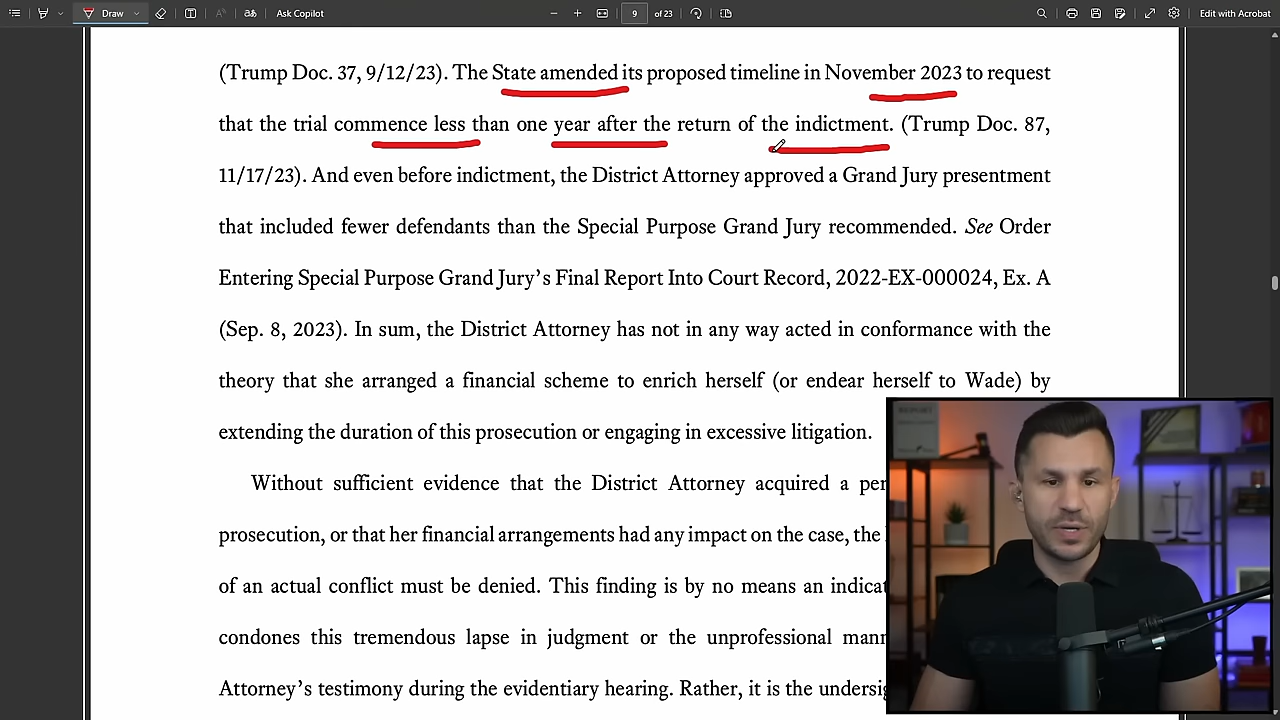 Draw
Ask Copilot
9 of 23
Edit with Acrobat
(Trump Doc. 37, 9/12/23). The State amended its proposed timeline in November 2023 to request
that the trial commence less than one year after the return of the indictment. (Trump Doc. 87,
11/17/23). And even before indictment, the District Attorney approved a Grand Jury presentment
that included fewer defendants than the Special Purpose Grand Jury recommended. See Order
Entering Special Purpose Grand Jury’s Final Report Into Court Record, 2022-EX-000024, Ex. A
(Sep. 8, 2023). In sum, the District Attorney has not in any way acted in conformance with the
theory that she arranged a financial scheme to enrich herself (or endear herself to Wade) by
extending the duration of this prosecution or engaging in excessive litigation.
Without sufficient evidence that the District Attorney acquired a per
prosecution, or that her financial arrangements had any impact on the case, the
of an actual conflict must be denied. This finding is by no means an indica
condones this tremendous lapse in judgment or the unprofessional man
Attorney’s testimony during the evidentiary hearing. Rather, it is the undersig